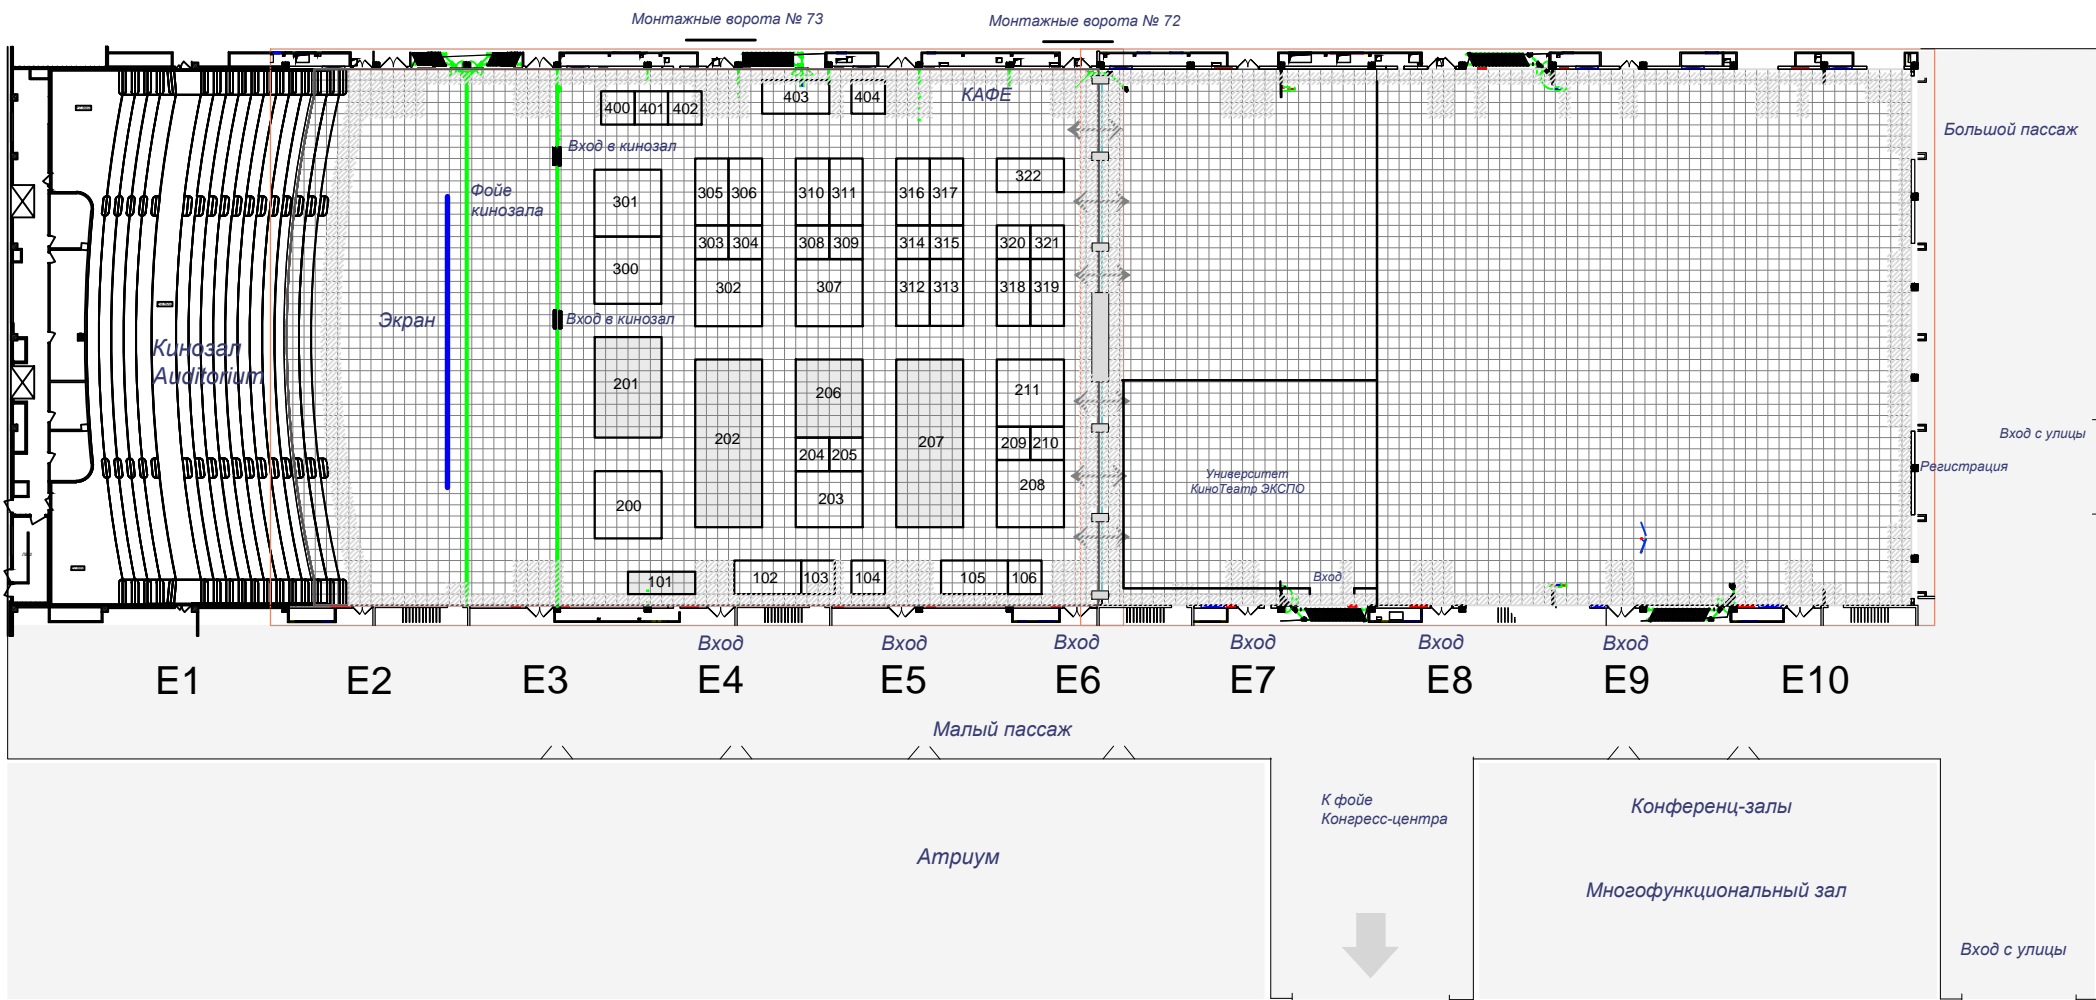 Монтажные ворота № 73
Монтажные ворота № 72
400 401 402
403
404
КАФЕ
Большой пассаж
Вход в кинозал
Фойе
кинозала
301
305 306
310 311
316 317
322
303 304
308 309
314 315
320 321
300
302
307
312 313
318 319
Экран
Вход в кинозал
Кинозал
Auditorium
201
202
206
207
211
204 205
209 210
200
203
208
Университет
КиноТеатр ЭКСПО
Вход с улицы
Регистрация
101
102 103
104
105 106
Вход
Вход
Вход
Вход
Вход
Вход
Вход
E1
E2
E3
E4
E5
E6
E7
E8
E9
E10
Малый пассаж
К фойе
Конгресс-центра
Конференц-залы
Атриум
Многофункциональный зал
Вход с улицы